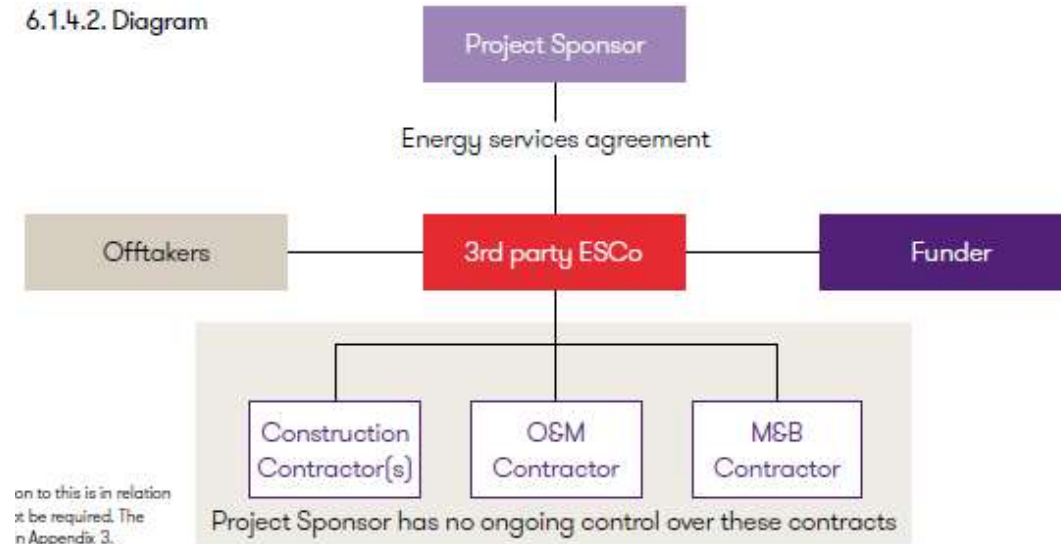 6.1.4.2. Diagram
Project Sponsor
Energy services agreement
Offtakers
3rd party ESCo
Funder
Construction
Contractor(s)
O&M
Contractor
M&B
Contractor
on to this is in relation
be required. The
Appendix 3.
Project Sponsor has no ongoing control over these contracts